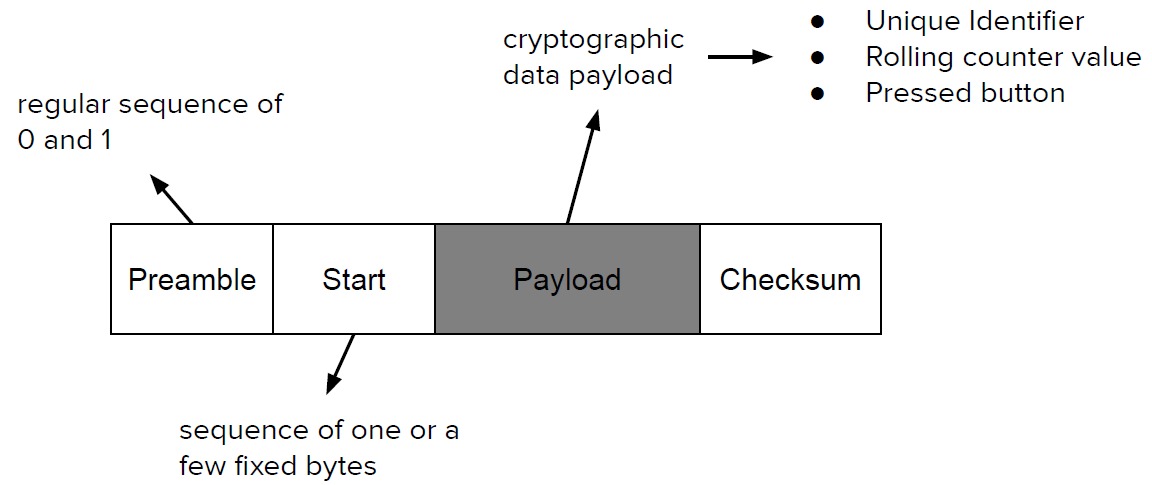 ● Unique Identifier
● Rolling counter value
● Pressed button
cryptographic
data payload
regular sequence of
0 and 1
Preamble
Start
Payload
Checksum
sequence of one or a
few fixed bytes